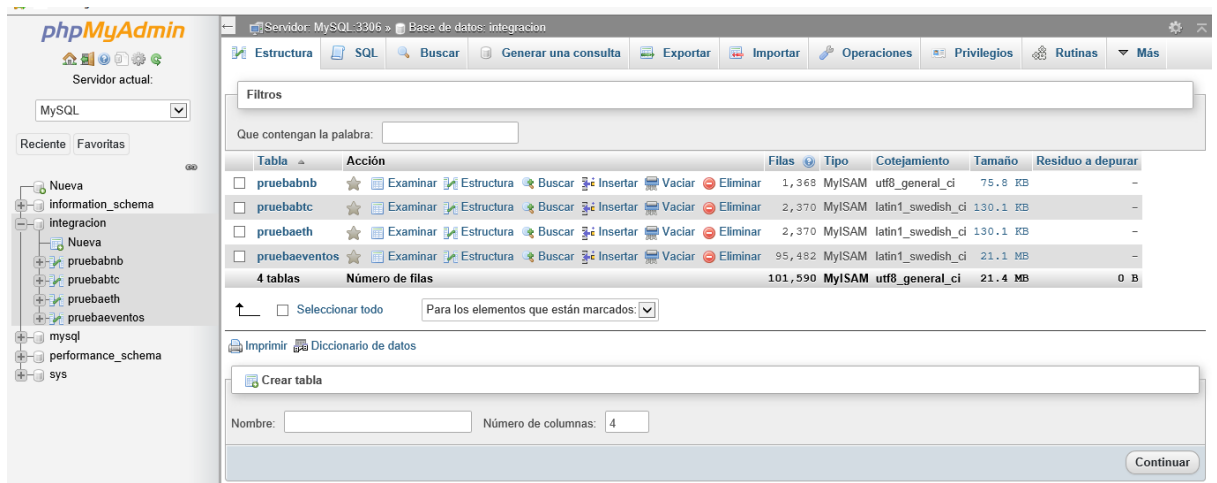 phpMyAdmin
Servidor actual:
MySQL
Reciente Favoritas
Nueva
information_schema
integracion
Nueva
pruebabnb
pruebabtc
pruebaeth
pruebaeventos
mysql
performance_schema
sys
Servidor: MySQL:3306 » Base de datos: integracion
Estructura SQL Buscar Generar una consulta Exportar Importar Operaciones Privilegios Rutinas Más
Filtros
Que contengan la palabra:
Tabla Acción Filas Tipo Cotejamiento Tamaño Residuo a depurar
pruebabnb Examinar Estructura Buscar Insertar Vaciar Eliminar 1,368 MyISAM utf8_general_ci 75.8 KB -
pruebabtc Examinar Estructura Buscar Insertar Vaciar Eliminar 2,370 MyISAM latin1_swedish_ci 130.1 KB -
pruebaeth Examinar Estructura Buscar Insertar Vaciar Eliminar 2,370 MyISAM latin1_swedish_ci 130.1 KB -
pruebaeventos Examinar Estructura Buscar Insertar Vaciar Eliminar 95,482 MyISAM latin1_swedish_ci 21.1 MB -
4 tablas Número de filas 101,590 MyISAM utf8_general_ci 21.4 MB 0 B
Seleccionar todo Para los elementos que están marcados:
Imprimir Diccionario de datos
Crear tabla
Nombre: Número de columnas: 4
Continuar